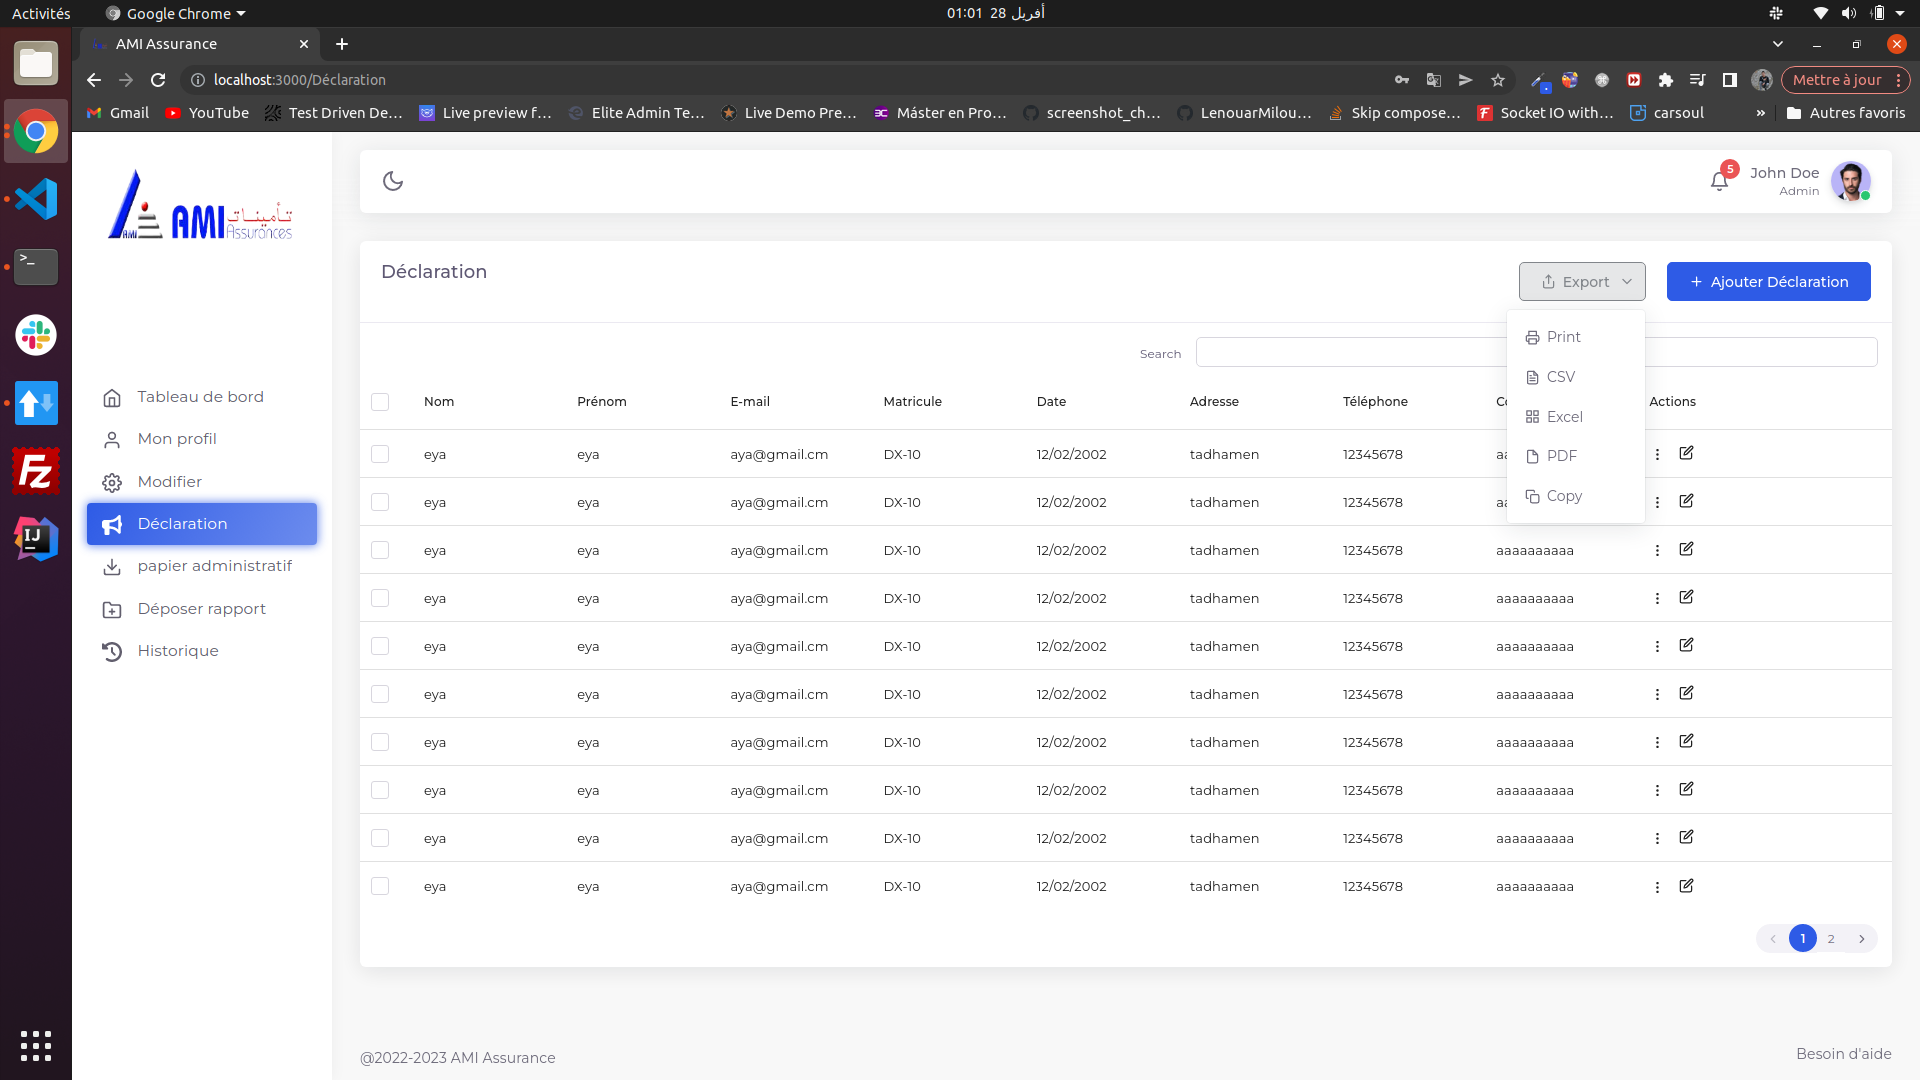 Activités
Google Chrome
01:01 28 أفريل
AMI Assurance
localhost:3000/Déclaration
Mettre à jour
Gmail
YouTube
Test Driven De…
Live preview f…
Elite Admin Te…
Live Demo Pre…
Máster en Pro…
screenshot_ch…
LenouarMilou…
Skip compose…
Socket IO with…
carsoul
»
Autres favoris
AMI
AMI
تأمينات
Assurances
5
John Doe
Admin
Déclaration
Export
+ Ajouter Déclaration
Print
CSV
Excel
PDF
Copy
Search
Tableau de bord
Mon profil
Modifier
Déclaration
papier administratif
Déposer rapport
Historique
Nom Prénom E-mail Matricule Date Adresse Téléphone Actions
eya eya aya@gmail.cm DX-10 12/02/2002 tadhamen 12345678
eya eya aya@gmail.cm DX-10 12/02/2002 tadhamen 12345678
eya eya aya@gmail.cm DX-10 12/02/2002 tadhamen 12345678 aaaaaaaaaa
eya eya aya@gmail.cm DX-10 12/02/2002 tadhamen 12345678 aaaaaaaaaa
eya eya aya@gmail.cm DX-10 12/02/2002 tadhamen 12345678 aaaaaaaaaa
eya eya aya@gmail.cm DX-10 12/02/2002 tadhamen 12345678 aaaaaaaaaa
eya eya aya@gmail.cm DX-10 12/02/2002 tadhamen 12345678 aaaaaaaaaa
eya eya aya@gmail.cm DX-10 12/02/2002 tadhamen 12345678 aaaaaaaaaa
eya eya aya@gmail.cm DX-10 12/02/2002 tadhamen 12345678 aaaaaaaaaa
eya eya aya@gmail.cm DX-10 12/02/2002 tadhamen 12345678 aaaaaaaaaa
1 2
@2022-2023 AMI Assurance
Besoin d'aide